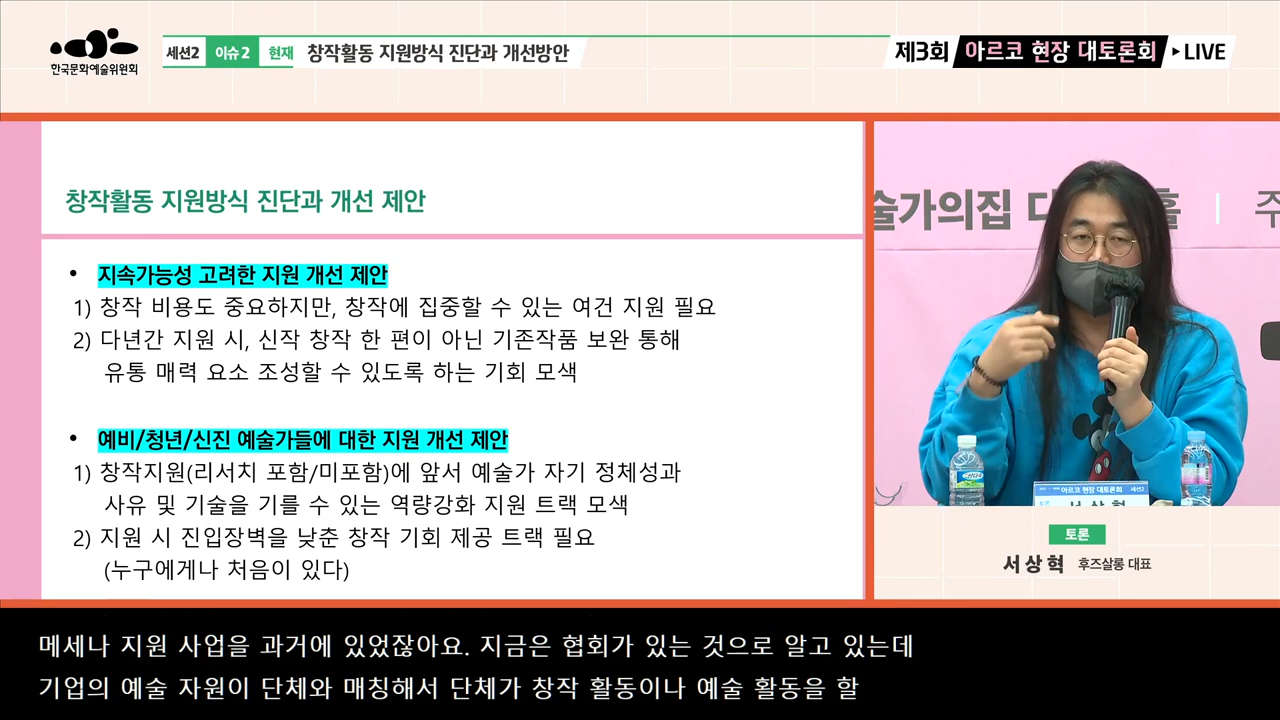 한국문화예술위원회
세션2 이슈 2 현재 창작활동 지원방식 진단과 개선방안
제3회 아르코 현장 대토론회 LIVE
창작활동 지원방식 진단과 개선 제안
• 지속가능성 고려한 지원 개선 제안
1) 창작 비용도 중요하지만, 창작에 집중할 수 있는 여건 지원 필요
2) 다년간 지원 시, 신작 창작 한 편이 아닌 기존작품 보완 통해
유통 매력 요소 조성할 수 있도록 하는 기회 모색
• 예비/청년/신진 예술가들에 대한 지원 개선 제안
1) 창작지원(리서치 포함/미포함)에 앞서 예술가 자기 정체성과
사유 및 기술을 기를 수 있는 역량강화 지원 트랙 모색
2) 지원 시 진입장벽을 낮춘 창작 기회 제공 트랙 필요
(누구에게나 처음이 있다)
술가의집
아르코 현장 대토론회 세션2
서상혁
토론
서상혁 후즈살롱 대표
메세나 지원 사업을 과거에 있었잖아요. 지금은 협회가 있는 것으로 알고 있는데
기업의 예술 자원이 단체와 매칭해서 단체가 창작 활동이나 예술 활동을 할